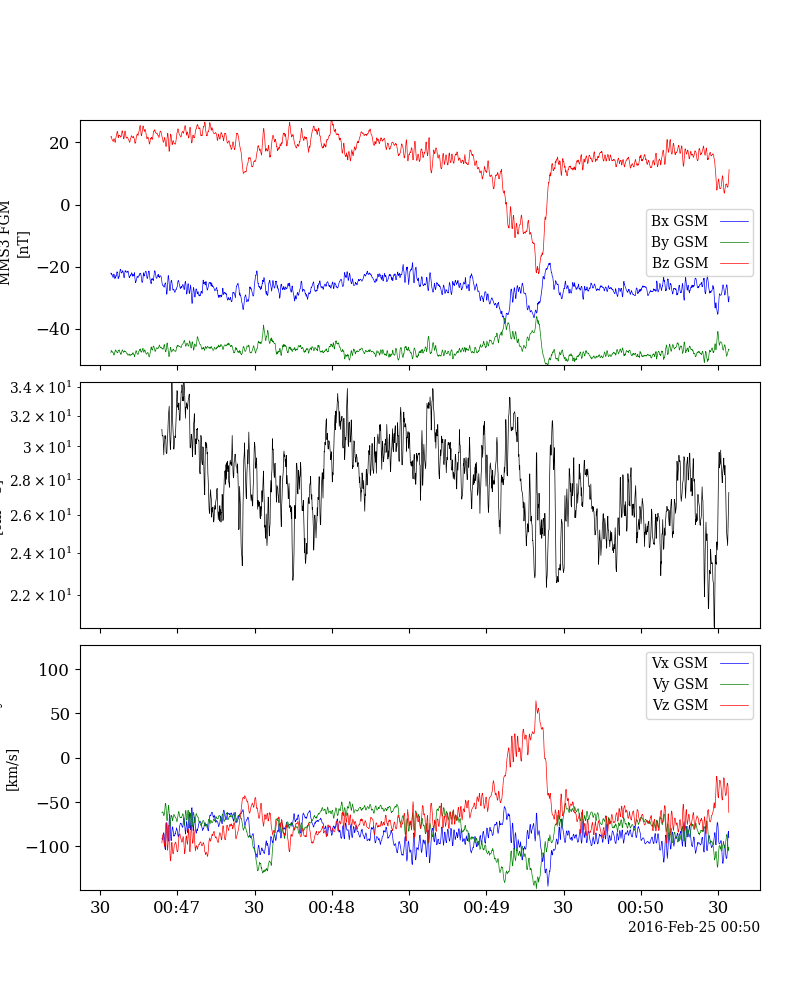 20
0
−20
−40
MMS3 FGM
[nT]
Bx GSM
By GSM
Bz GSM
3.4 × 10¹
3.2 × 10¹
3 × 10¹
2.8 × 10¹
2.6 × 10¹
2.4 × 10¹
2.2 × 10¹
100
50
0
−50
−100
[km/s]
Vx GSM
Vy GSM
Vz GSM
30 00:47 30 00:48 30 00:49 30 00:50 30
2016-Feb-25 00:50